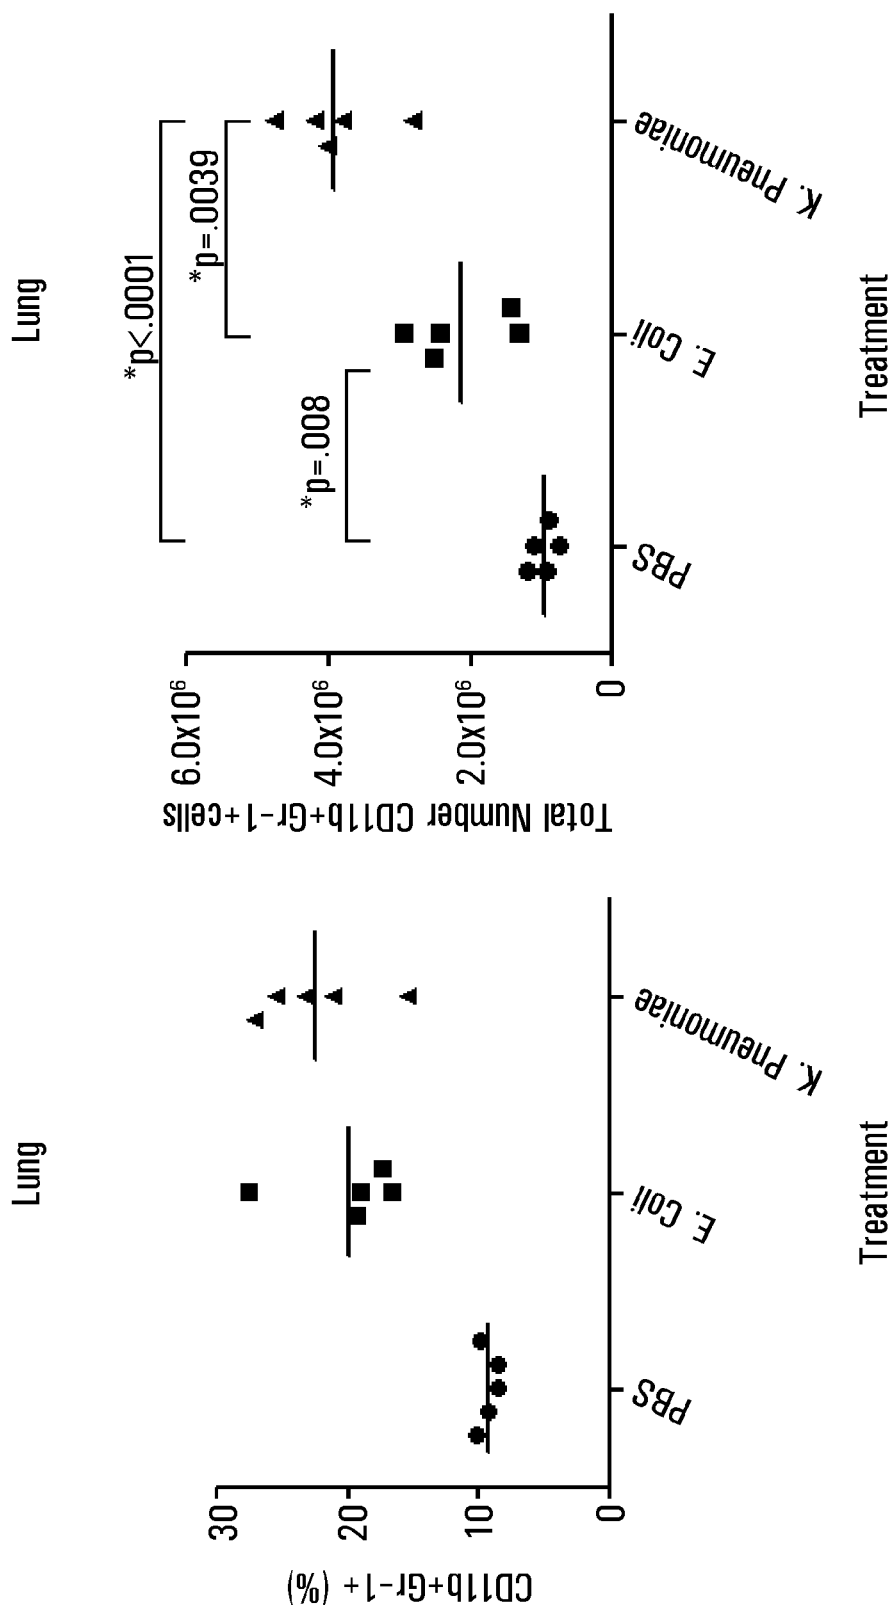 Lung
CD11b+Gr-1+ (%)
30
20
10
0
PBS
E. Coli
K. Pneumoniae
Treatment
Lung
Total Number CD11b+Gr-1+cells
6.0x10⁶
4.0x10⁶
2.0x10⁶
0
*p<.0001
*p=.0039
*p=.008
PBS
E. Coli
K. Pneumoniae
Treatment